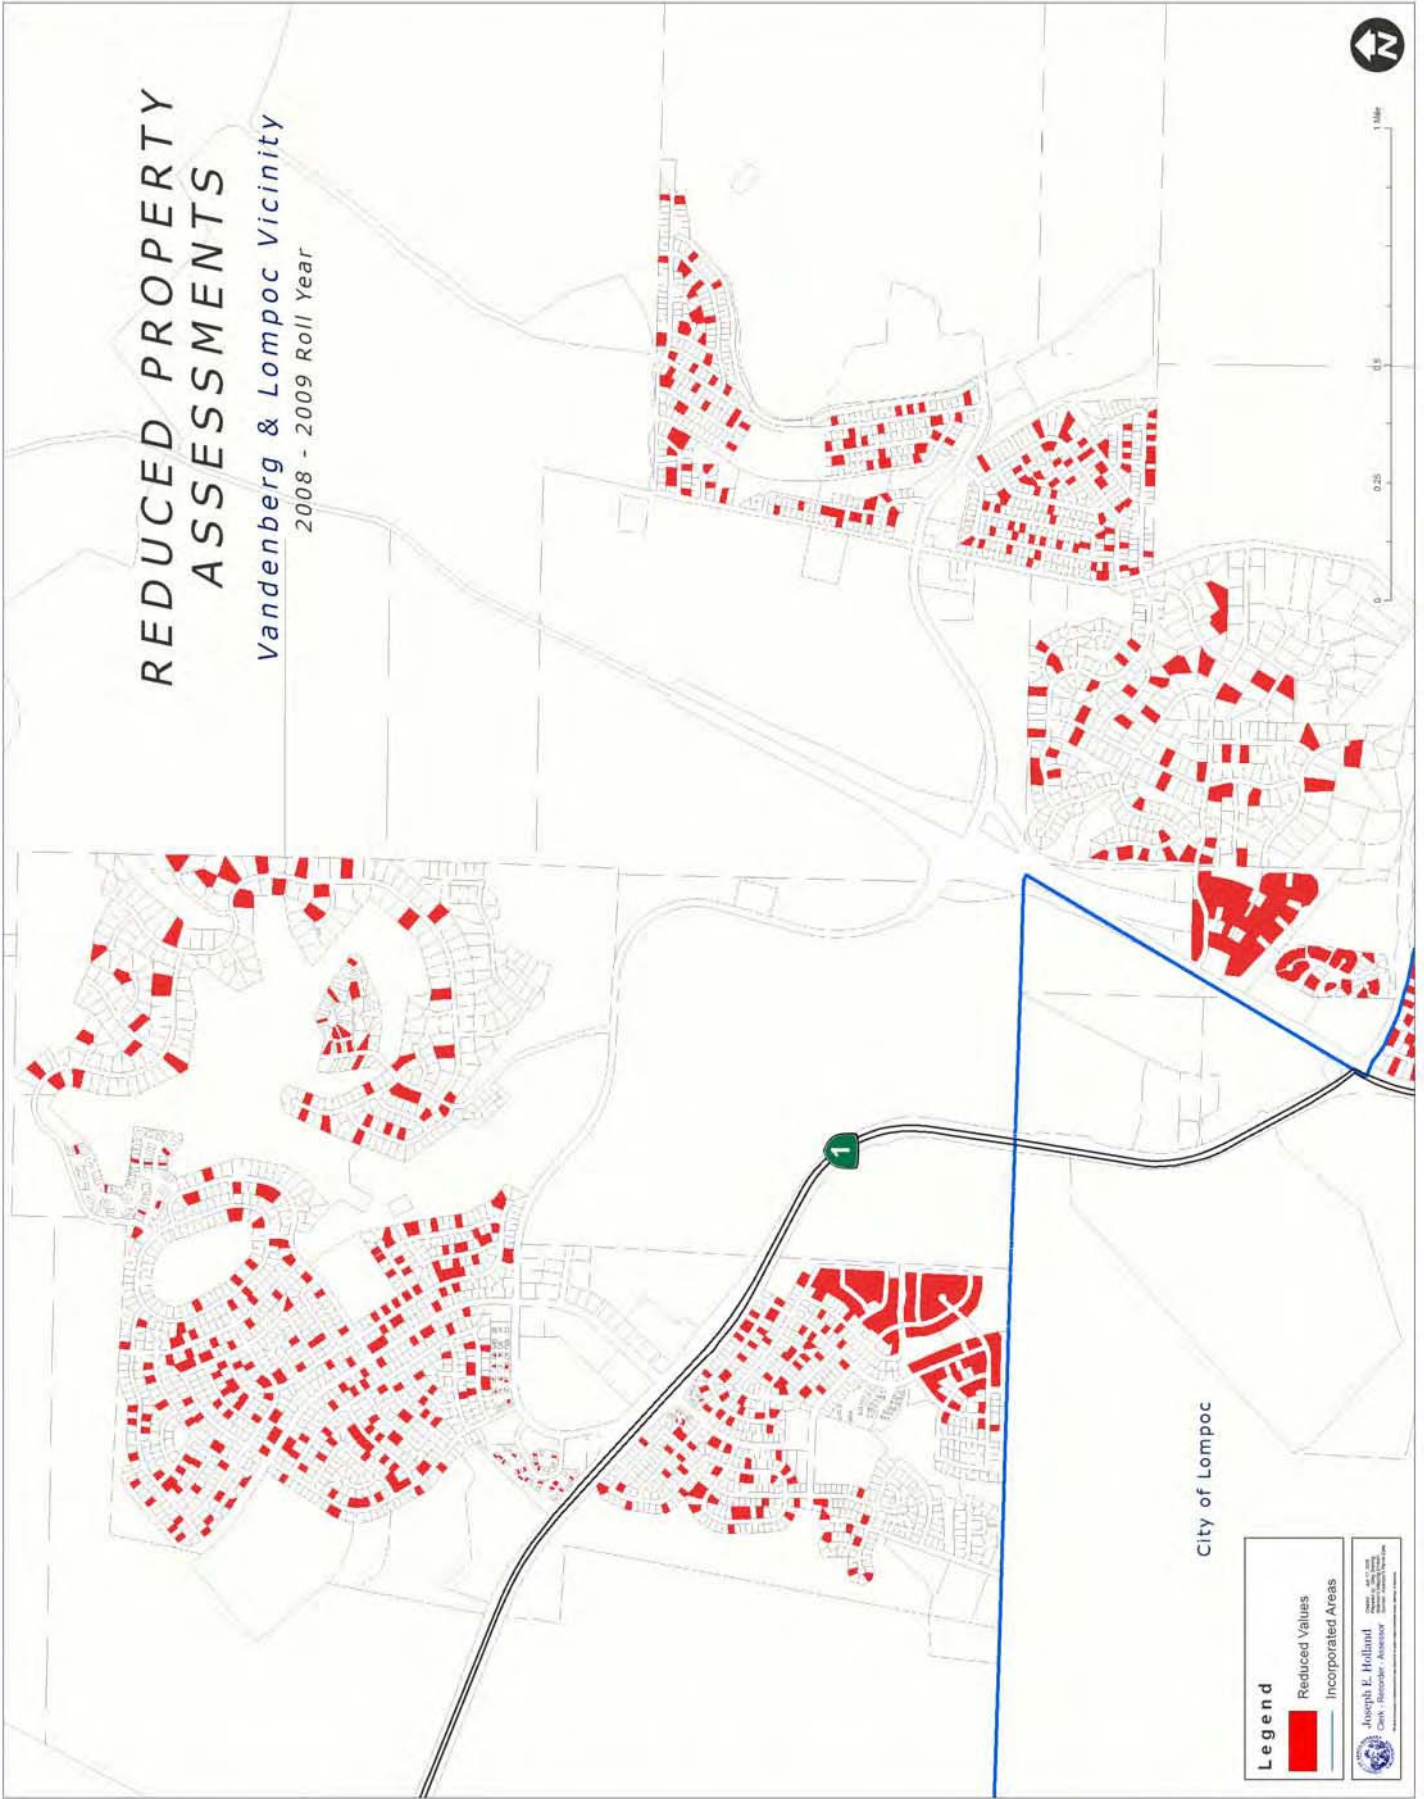 REDUCED PROPERTY
ASSESSMENTS
Vandenberg & Lompoc Vicinity
2008 - 2009 Roll Year
N
1
City of Lompoc
Legend
Reduced Values
Incorporated Areas
Joseph E. Holland
Clerk - Recorder - Assessor
0
0.25
0.5
1 Mile